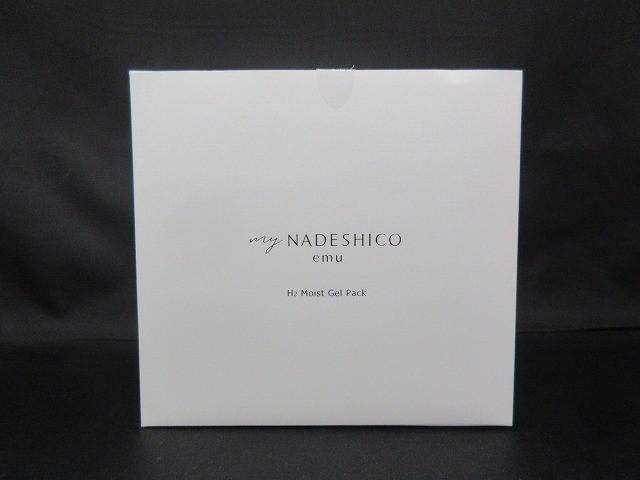 my NADESHICO
emu
H₂ Moist Gel Pack